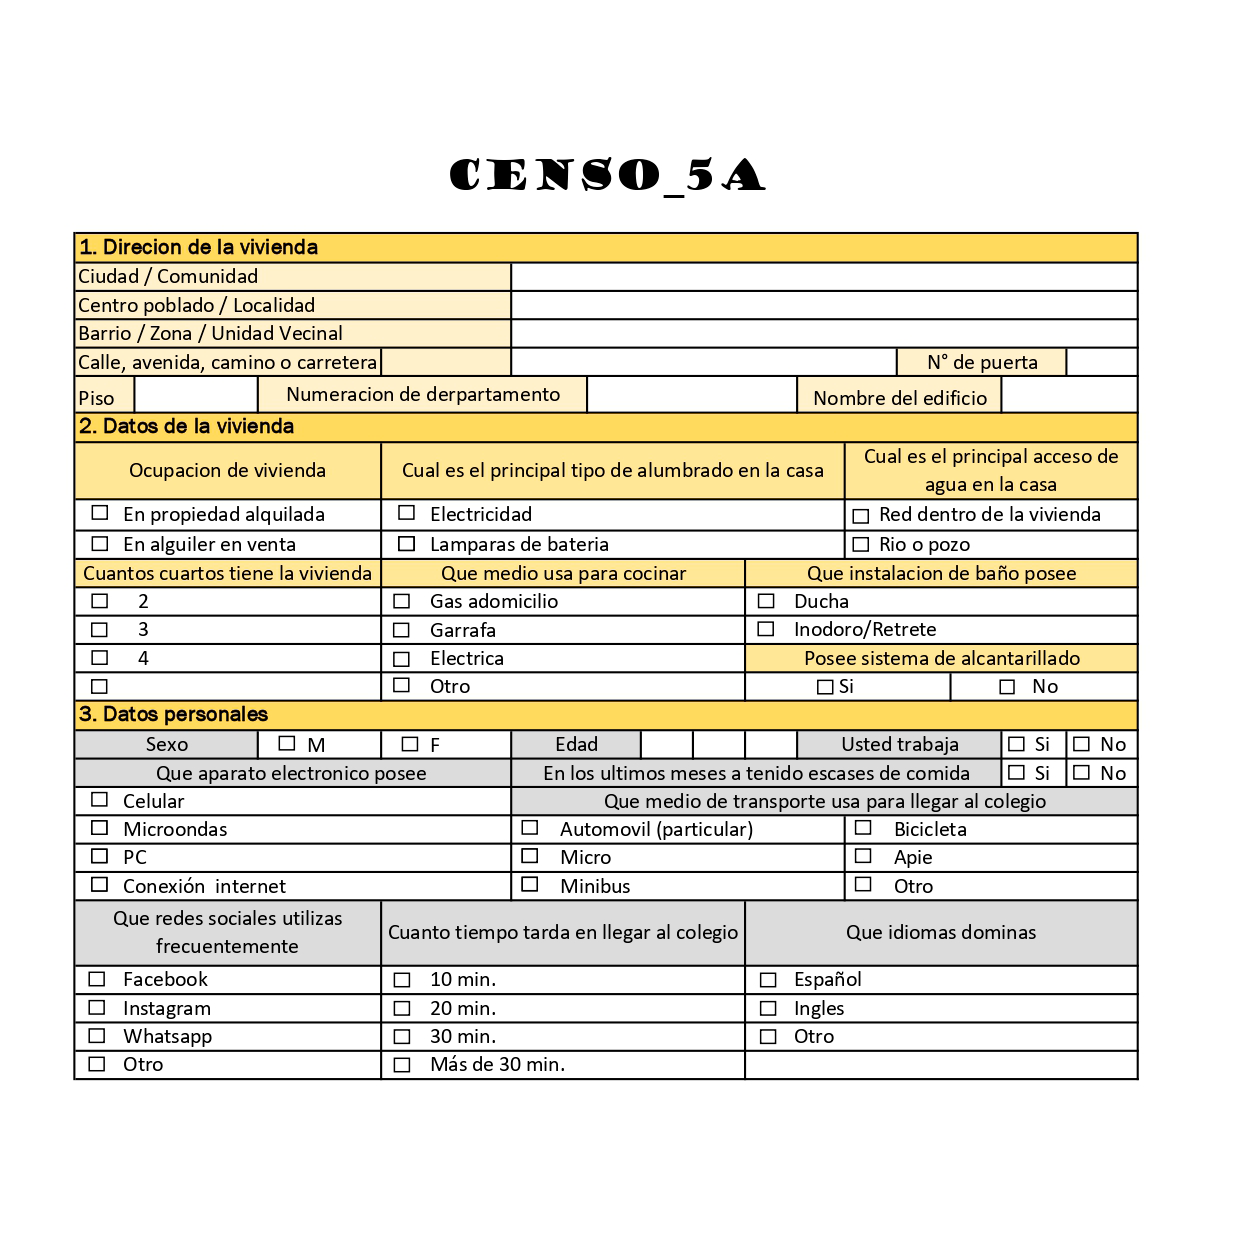 CENSO_5A
1. Direcion de la vivienda
Ciudad / Comunidad
Centro poblado / Localidad
Barrio / Zona / Unidad Vecinal
Calle, avenida, camino o carretera N° de puerta
Piso Numeracion de derpartamento Nombre del edificio
2. Datos de la vivienda
Ocupacion de vivienda Cual es el principal tipo de alumbrado en la casa Cual es el principal acceso de
agua en la casa
En propiedad alquilada Electricidad Red dentro de la vivienda
En alguiler en venta Lamparas de bateria Rio o pozo
Cuantos cuartos tiene la vivienda Que medio usa para cocinar Que instalacion de baño posee
2 Gas adomicilio Ducha
3 Garrafa Inodoro/Retrete
4 Electrica Posee sistema de alcantarillado
Otro Si No
3. Datos personales
Sexo M F Edad Usted trabaja Si No
Que aparato electronico posee En los ultimos meses a tenido escases de comida Si No
Celular Que medio de transporte usa para llegar al colegio
Microondas Automovil (particular) Bicicleta
PC Micro Apie
Conexión internet Minibus Otro
Que redes sociales utilizas
frecuentemente Cuanto tiempo tarda en llegar al colegio Que idiomas dominas
Facebook 10 min. Español
Instagram 20 min. Ingles
Whatsapp 30 min. Otro
Otro Más de 30 min.